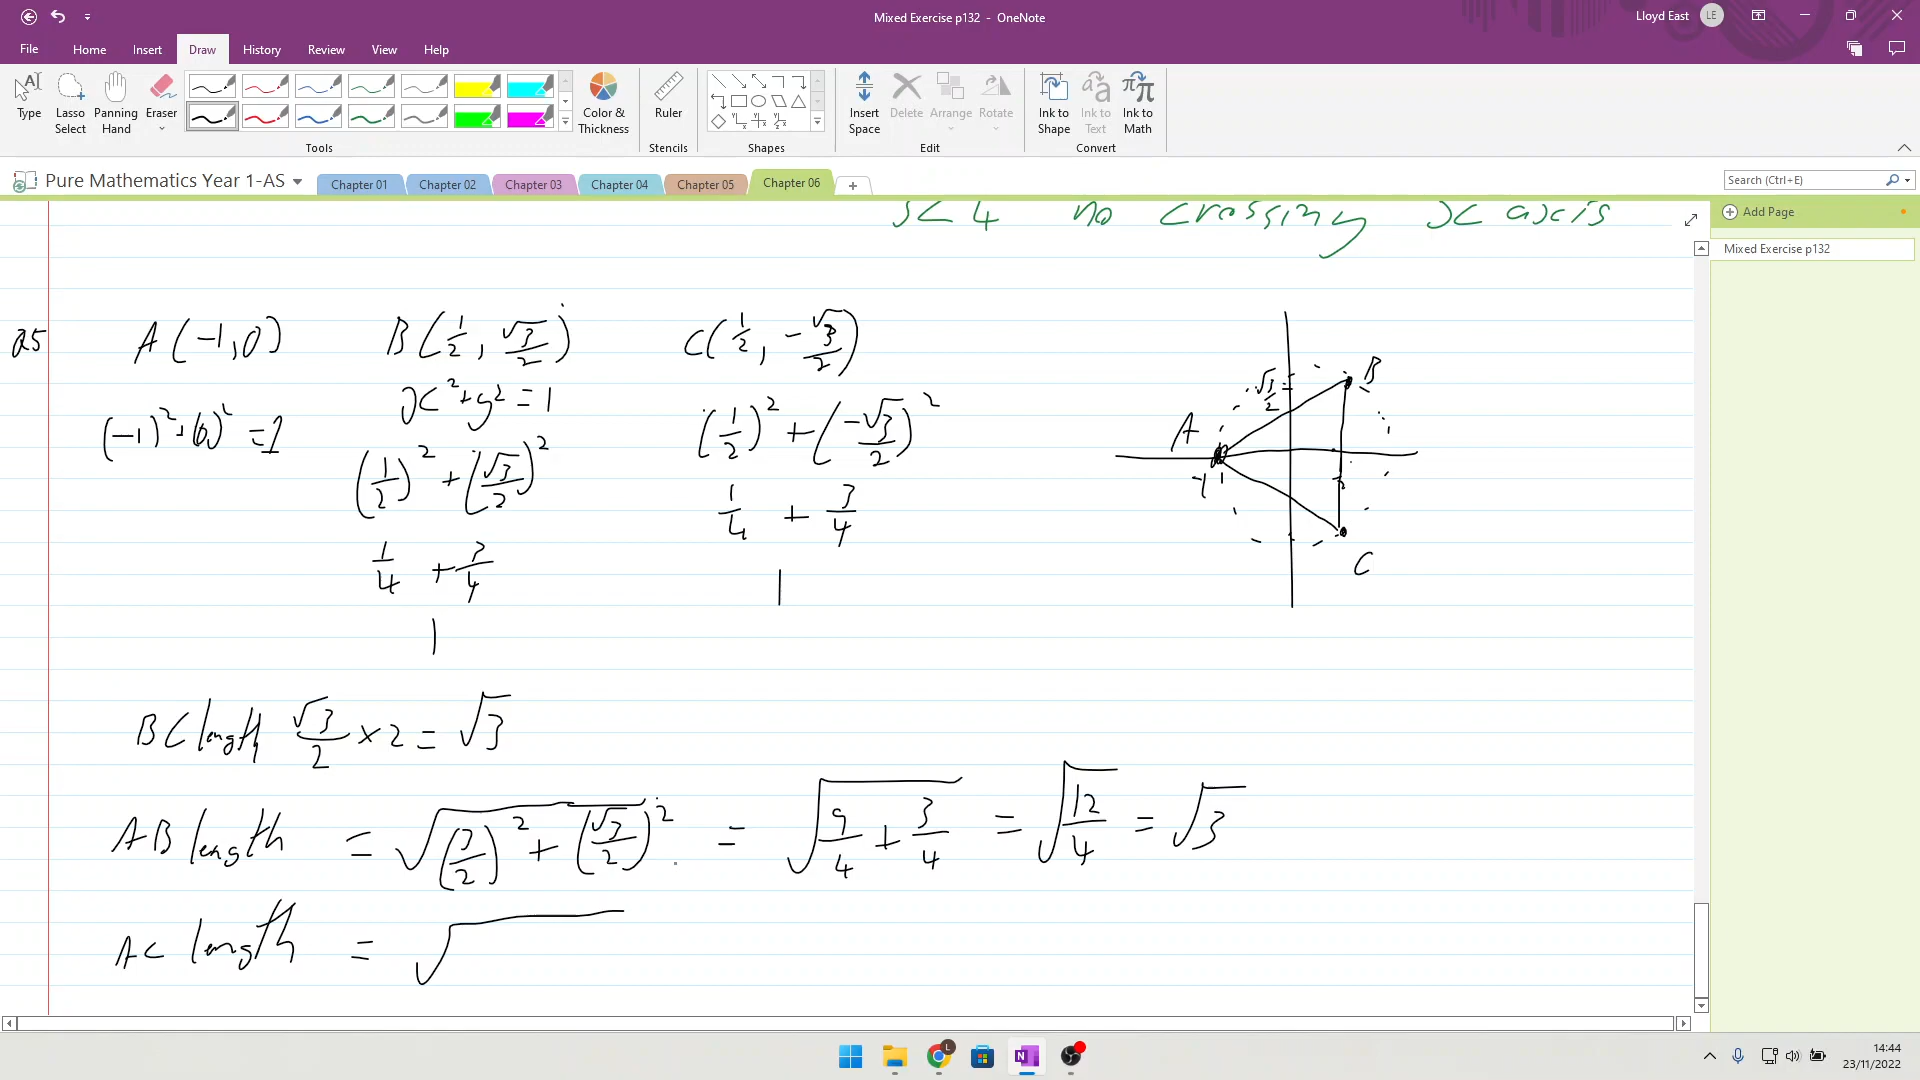 Mixed Exercise p132 - OneNote
Lloyd East LE
File Home Insert Draw History Review View Help
Type
Lasso Select
Panning Hand
Eraser
Color & Thickness
Ruler
Insert Space
Delete
Arrange
Rotate
Ink to Shape
Ink to Text
Ink to Math
Tools Stencils Shapes Edit Convert
Pure Mathematics Year 1-AS
Chapter 01 Chapter 02 Chapter 03 Chapter 04 Chapter 05 Chapter 06
Search (Ctrl+E)
Add Page
Mixed Exercise p132
x 4 no crossing x axis
Q5 A(-1,0) B(1/2, √3/2) C(1/2, -√3/2)
(-1)²+(0)²=1 x²+y²=1 (1/2)²+(-√3/2)²
(1/2)²+(√3/2)² 1/4 + 3/4
1/4 + 3/4 1
1
A B C
√3/2
-1
BC length √3/2 × 2 = √3
AB length = √((3/2)²+(√3/2)²) = √(9/4+3/4) = √(12/4) = √3
AC length = √
14:44
23/11/2022